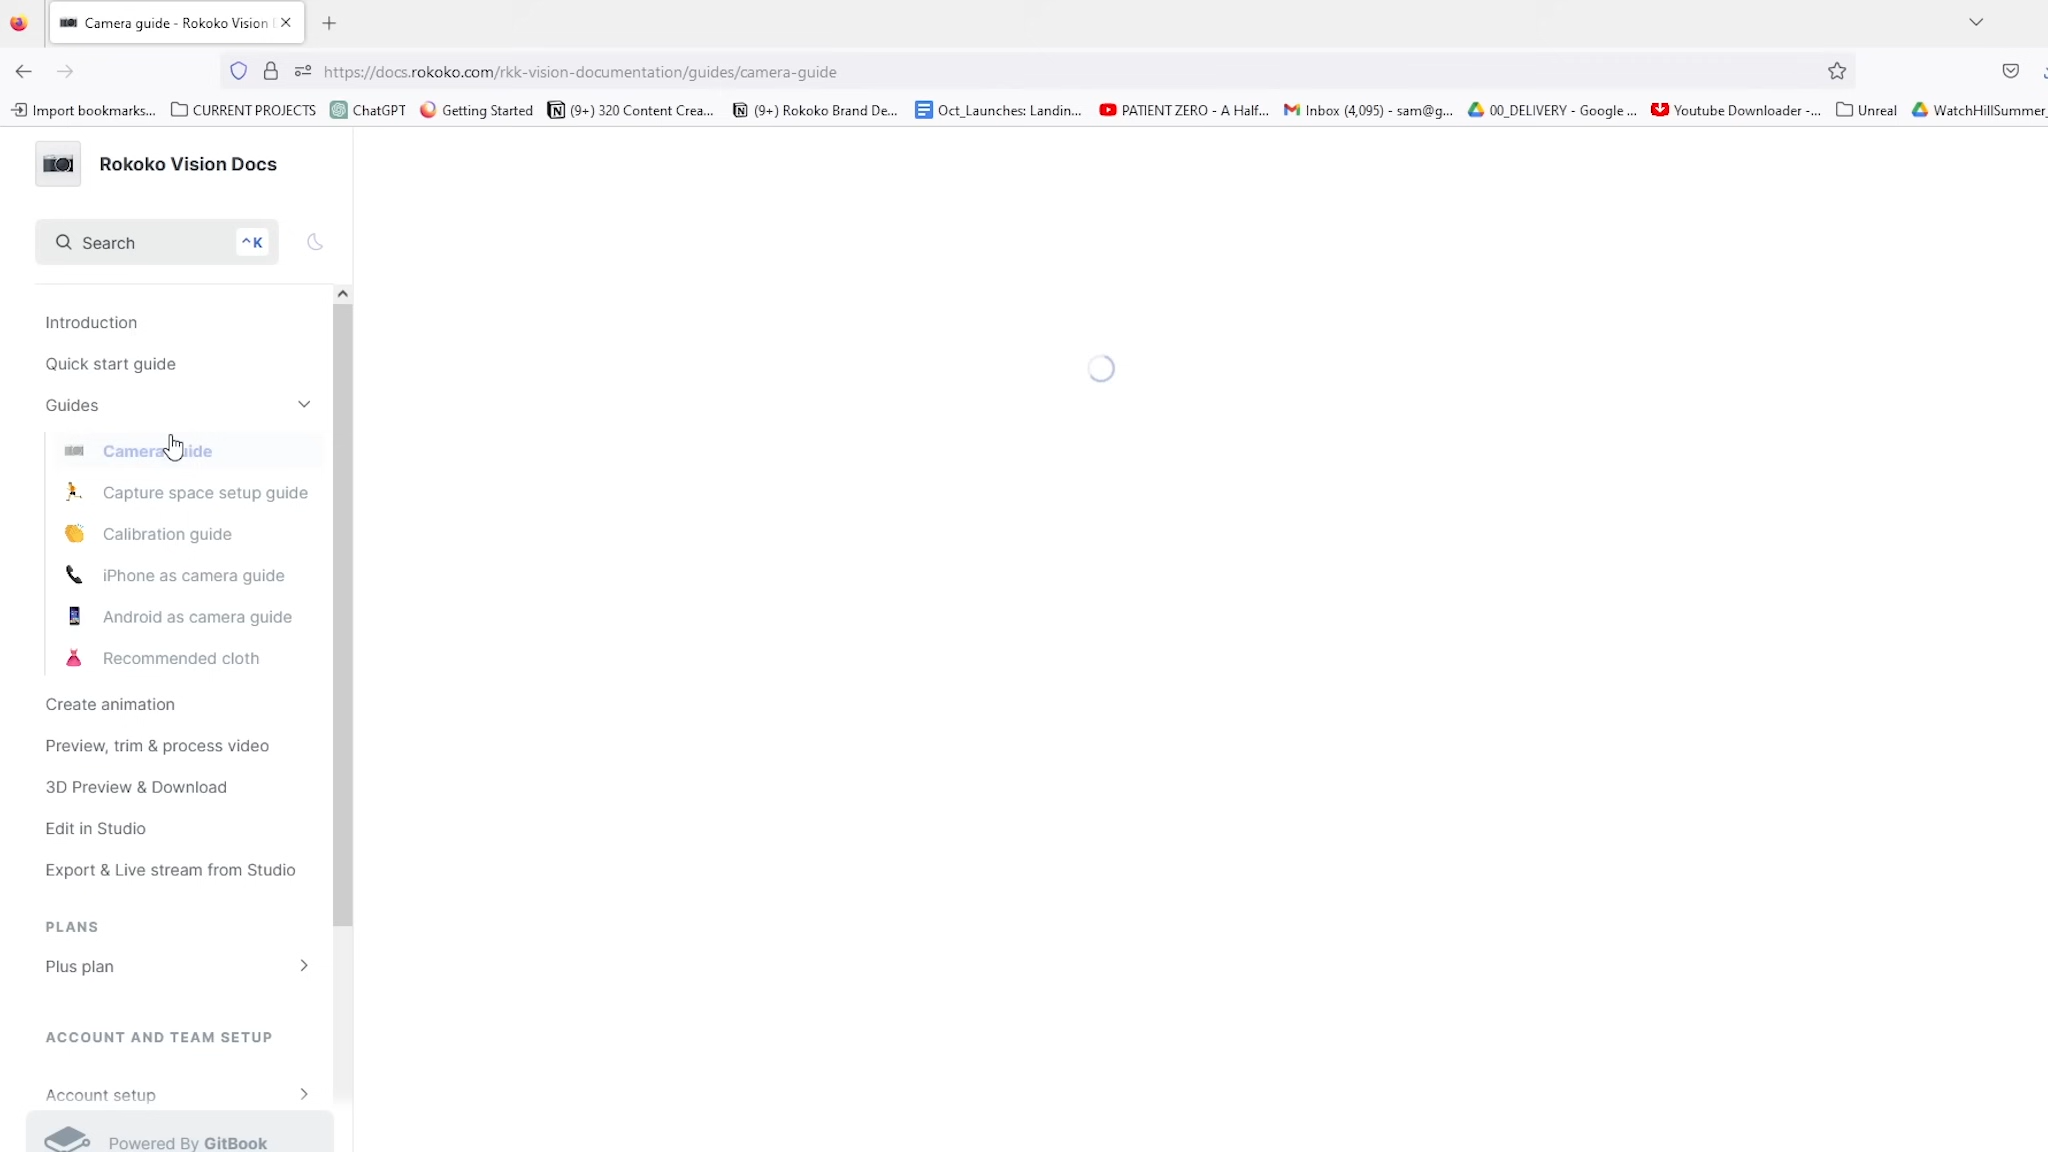 Camera guide - Rokoko Vision
https://docs.rokoko.com/rkk-vision-documentation/guides/camera-guide
Import bookmarks...
CURRENT PROJECTS
ChatGPT
Getting Started
(9+) 320 Content Crea...
(9+) Rokoko Brand De...
Oct_Launches: Landin...
PATIENT ZERO - A Half...
Inbox (4,095) - sam@g...
00_DELIVERY - Google ...
Youtube Downloader -...
Unreal
WatchHillSummer_
Rokoko Vision Docs
Search
^K
Introduction
Quick start guide
Guides
Camera guide
Capture space setup guide
Calibration guide
iPhone as camera guide
Android as camera guide
Recommended cloth
Create animation
Preview, trim & process video
3D Preview & Download
Edit in Studio
Export & Live stream from Studio
PLANS
Plus plan
ACCOUNT AND TEAM SETUP
Account setup
Powered By GitBook